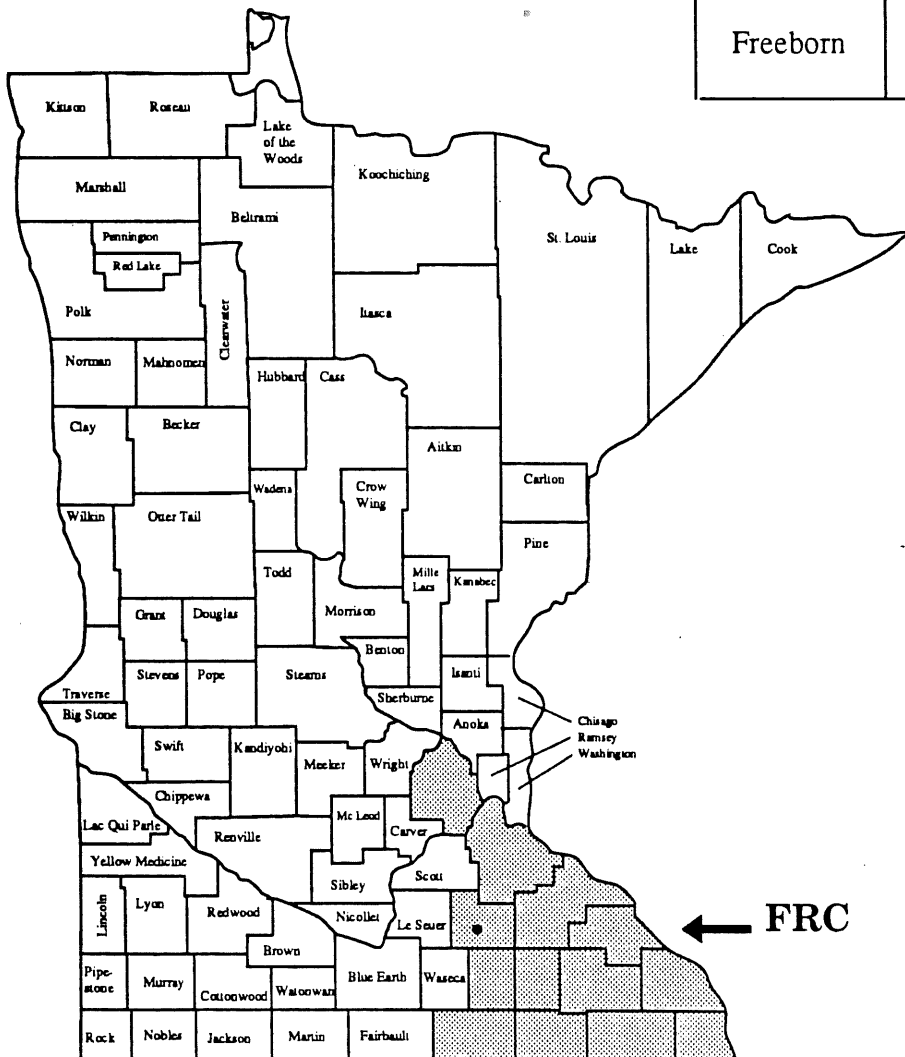 Freeborn
Kittson
Roseau
Lake
of the
Woods
Koochiching
Marshall
Beltrami
St. Louis
Lake
Cook
Pennington
Red Lake
Polk
Clearwater
Itasca
Norman
Mahnomen
Hubbard
Cass
Clay
Becker
Aitkin
Wadena
Crow
Wing
Carlton
Wilkin
Otter Tail
Pine
Todd
Mille
Lacs
Kanabec
Grant
Douglas
Morrison
Benton
Stevens
Pope
Stearns
Isanti
Traverse
Sherburne
Big Stone
Anoka
Chisago
Ramsey
Washington
Swift
Kandiyohi
Meeker
Wright
Chippewa
Mc Leod
Lac Qui Parle
Renville
Carver
Yellow Medicine
Scott
Sibley
Lincoln
Lyon
Redwood
Nicollet
Le Seuer
FRC
Brown
Pipe-
stone
Murray
Cottonwood
Watonwan
Blue Earth
Waseca
Rock
Nobles
Jackson
Martin
Fairbault